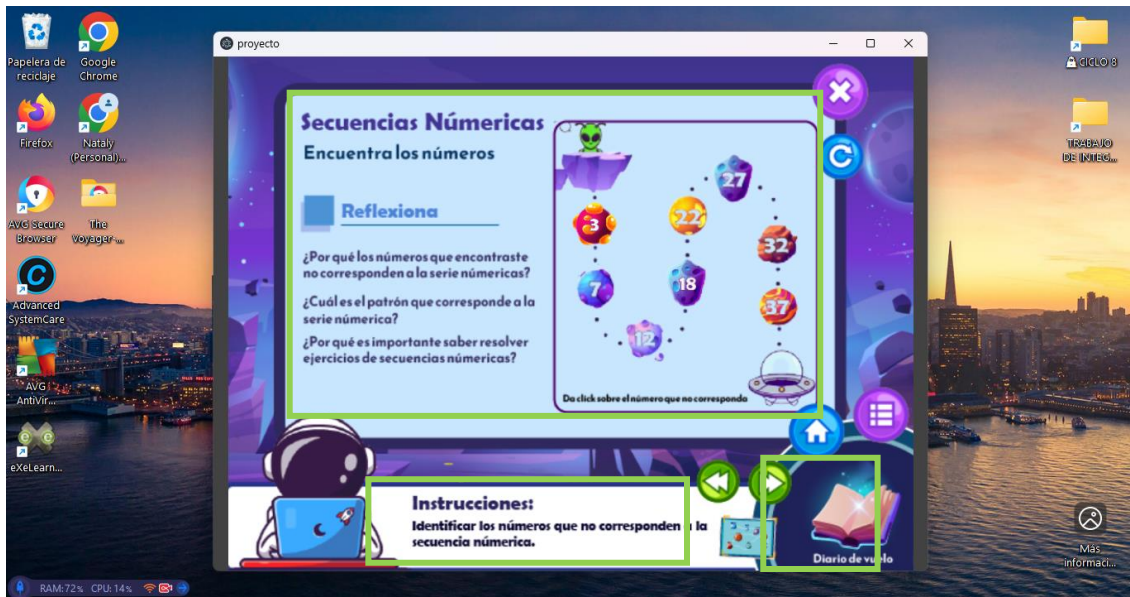 Papelera de reciclaje
Google Chrome
Firefox
Nataly (Personal)...
AVG Secure Browser
The Voyager ...
Advanced SystemCare
AVG AntiVir...
eXeLearn...
proyecto
Secuencias Númericas
Encuentra los números
Reflexiona
¿Por qué los números que encontraste
no corresponden a la serie númericas?
¿Cuál es el patrón que corresponde a la
serie númerica?
¿Por qué es importante saber resolver
ejercicios de secuencias númericas?
3
7
12
18
22
27
32
37
Da click sobre el número que no corresponda
Instrucciones:
Identificar los números que no corresponden a la
secuencia númerica.
Diario de vuelo
CICLO 8
TRABAJO
DE INTEG...
Más
informaci...
RAM:72% CPU: 14%